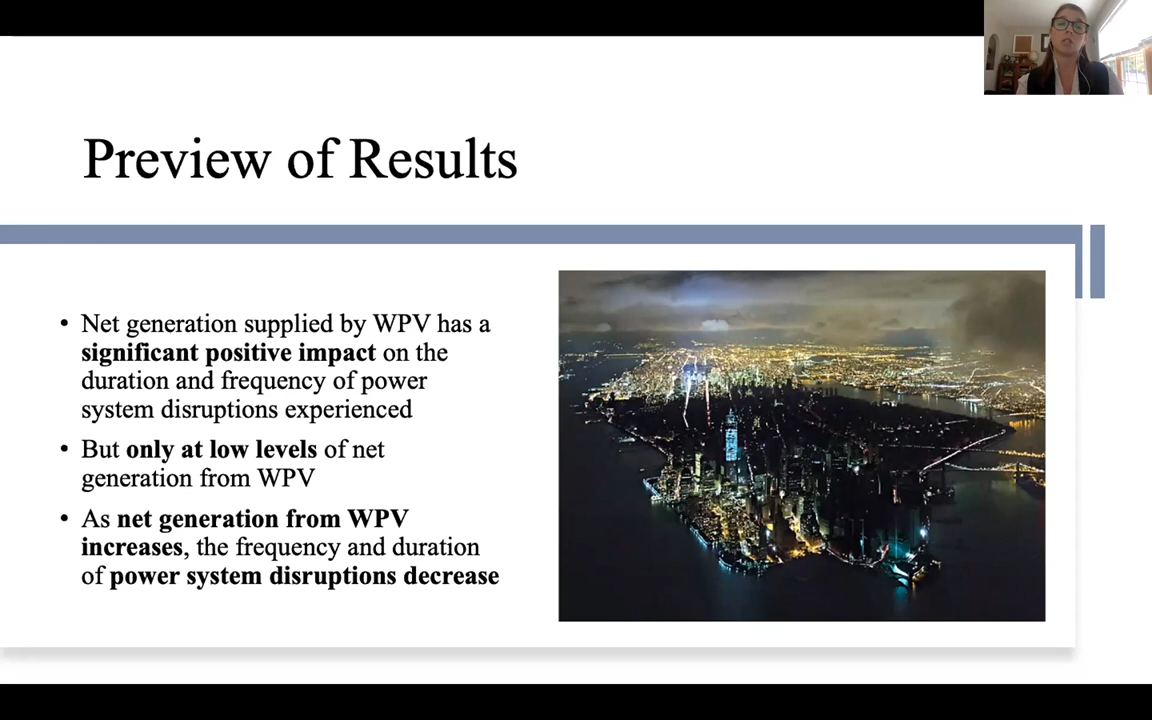 Preview of Results
• Net generation supplied by WPV has a
significant positive impact on the
duration and frequency of power
system disruptions experienced
• But only at low levels of net
generation from WPV
• As net generation from WPV
increases, the frequency and duration
of power system disruptions decrease